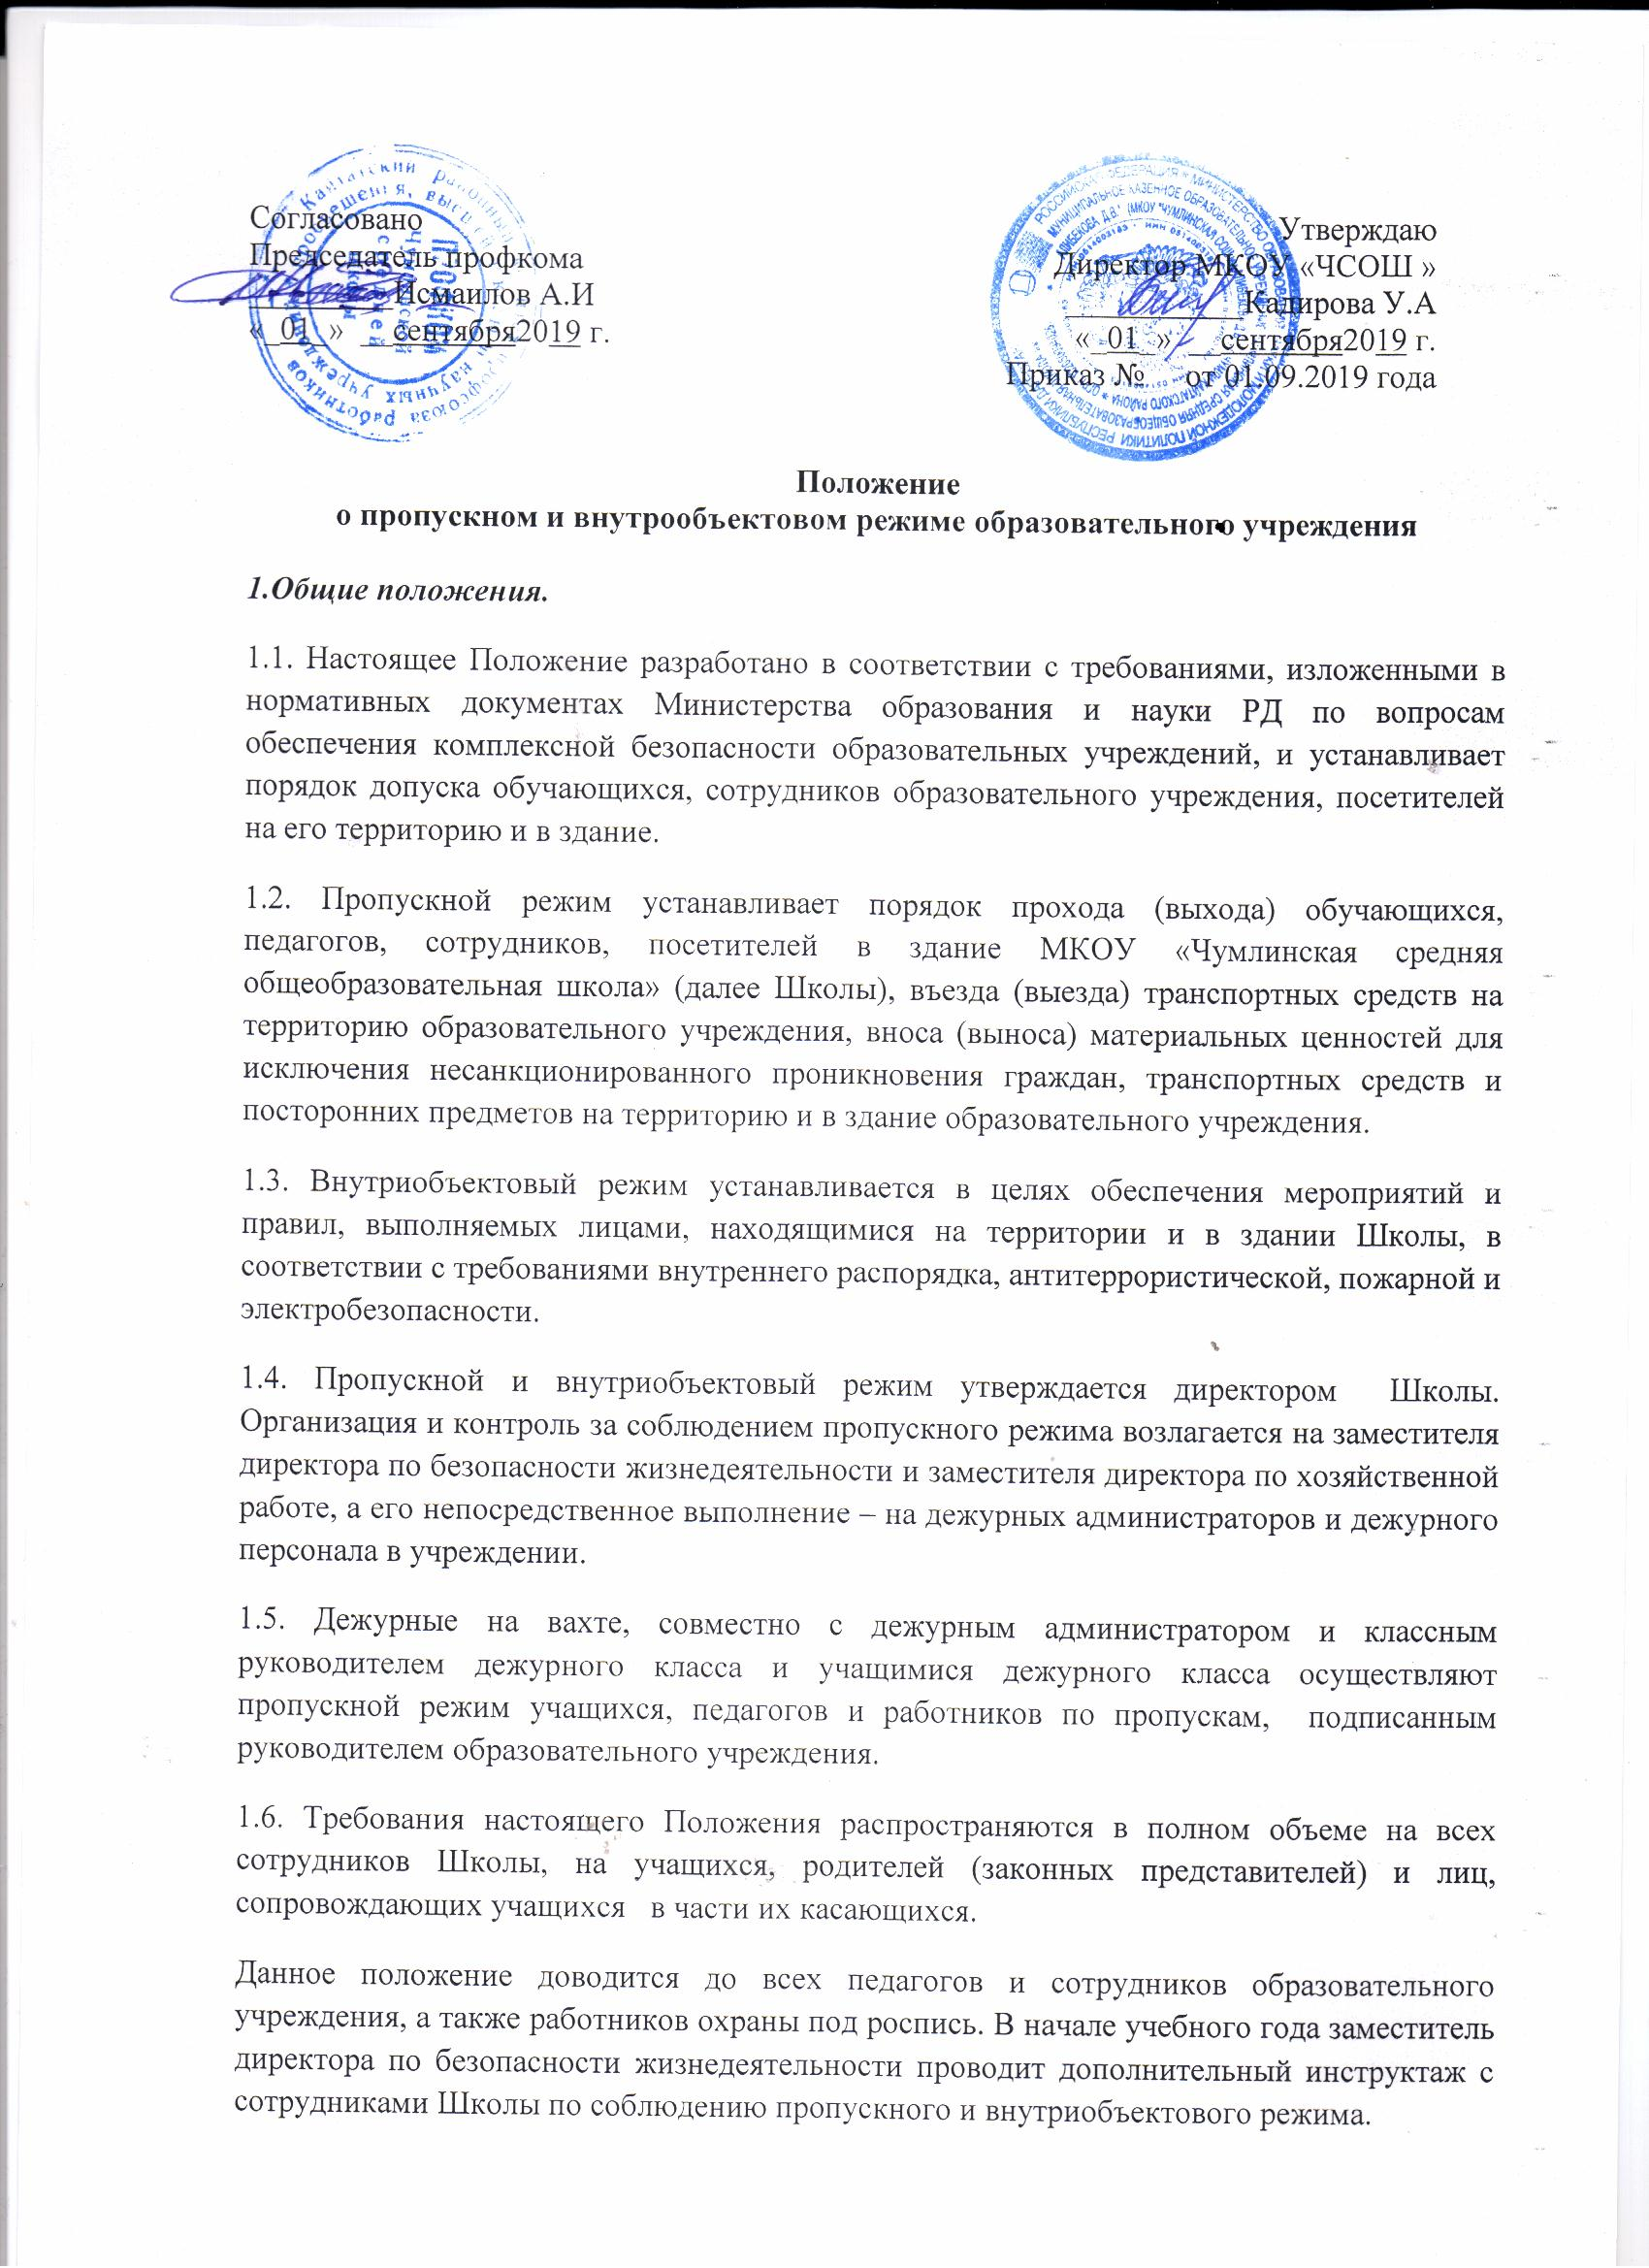 Согласовано
Председатель профкома
_________Исмаилов А.И
«_01_» __сентября2019 г.
Утверждаю
Директор МКОУ «ЧСОШ »
___________Кадирова У.А
«_01_» __сентября2019 г.
Приказ № от 01.09.2019 года
Положение
о пропускном и внутрообъектовом режиме образовательного учреждения
1.Общие положения.
1.1. Настоящее Положение разработано в соответствии с требованиями, изложенными в
нормативных документах Министерства образования и науки РД по вопросам
обеспечения комплексной безопасности образовательных учреждений, и устанавливает
порядок допуска обучающихся, сотрудников образовательного учреждения, посетителей
на его территорию и в здание.
1.2. Пропускной режим устанавливает порядок прохода (выхода) обучающихся,
педагогов, сотрудников, посетителей в здание МКОУ «Чумлинская средняя
общеобразовательная школа» (далее Школы), въезда (выезда) транспортных средств на
территорию образовательного учреждения, вноса (выноса) материальных ценностей для
исключения несанкционированного проникновения граждан, транспортных средств и
посторонних предметов на территорию и в здание образовательного учреждения.
1.3. Внутриобъектовый режим устанавливается в целях обеспечения мероприятий и
правил, выполняемых лицами, находящимися на территории и в здании Школы, в
соответствии с требованиями внутреннего распорядка, антитеррористической, пожарной и
электробезопасности.
1.4. Пропускной и внутриобъектовый режим утверждается директором Школы.
Организация и контроль за соблюдением пропускного режима возлагается на заместителя
директора по безопасности жизнедеятельности и заместителя директора по хозяйственной
работе, а его непосредственное выполнение – на дежурных администраторов и дежурного
персонала в учреждении.
1.5. Дежурные на вахте, совместно с дежурным администратором и классным
руководителем дежурного класса и учащимися дежурного класса осуществляют
пропускной режим учащихся, педагогов и работников по пропускам, подписанным
руководителем образовательного учреждения.
1.6. Требования настоящего Положения распространяются в полном объеме на всех
сотрудников Школы, на учащихся, родителей (законных представителей) и лиц,
сопровождающих учащихся в части их касающихся.
Данное положение доводится до всех педагогов и сотрудников образовательного
учреждения, а также работников охраны под роспись. В начале учебного года заместитель
директора по безопасности жизнедеятельности проводит дополнительный инструктаж с
сотрудниками Школы по соблюдению пропускного и внутриобъектового режима.